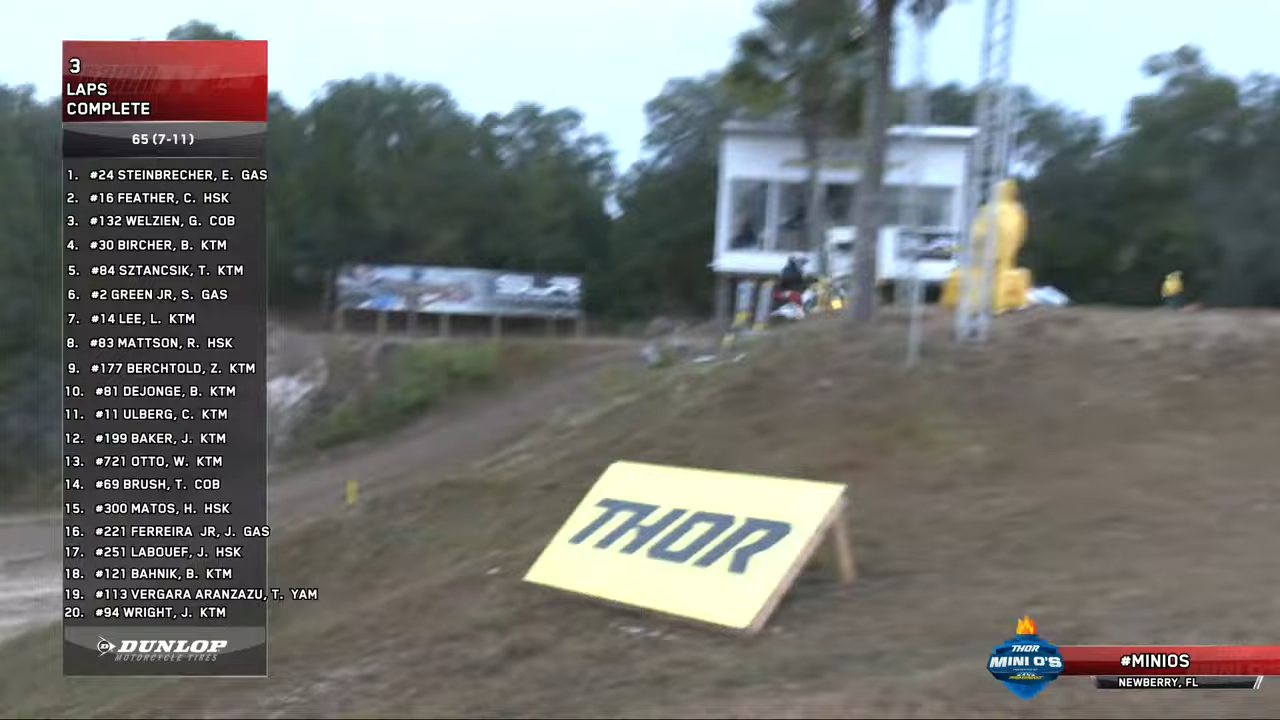 3
LAPS
COMPLETE
65 (7-11)
1. #24 STEINBRECHER, E. GAS
2. #16 FEATHER, C. HSK
3. #132 WELZIEN, G. COB
4. #30 BIRCHER, B. KTM
5. #84 SZTANCSIK, T. KTM
6. #2 GREEN JR, S. GAS
7. #14 LEE, L. KTM
8. #83 MATTSON, R. HSK
9. #177 BERCHTOLD, Z. KTM
10. #81 DEJONGE, B. KTM
11. #11 ULBERG, C. KTM
12. #199 BAKER, J. KTM
13. #721 OTTO, W. KTM
14. #69 BRUSH, T. COB
15. #300 MATOS, H. HSK
16. #221 FERREIRA JR, J. GAS
17. #251 LABOUEF, J. HSK
18. #121 BAHNIK, B. KTM
19. #113 VERGARA ARANZAZU, T. YAM
20. #94 WRIGHT, J. KTM
DUNLOP
MOTORCYCLE TIRES
THOR
THOR
MINI O'S
#MINIOS
NEWBERRY, FL